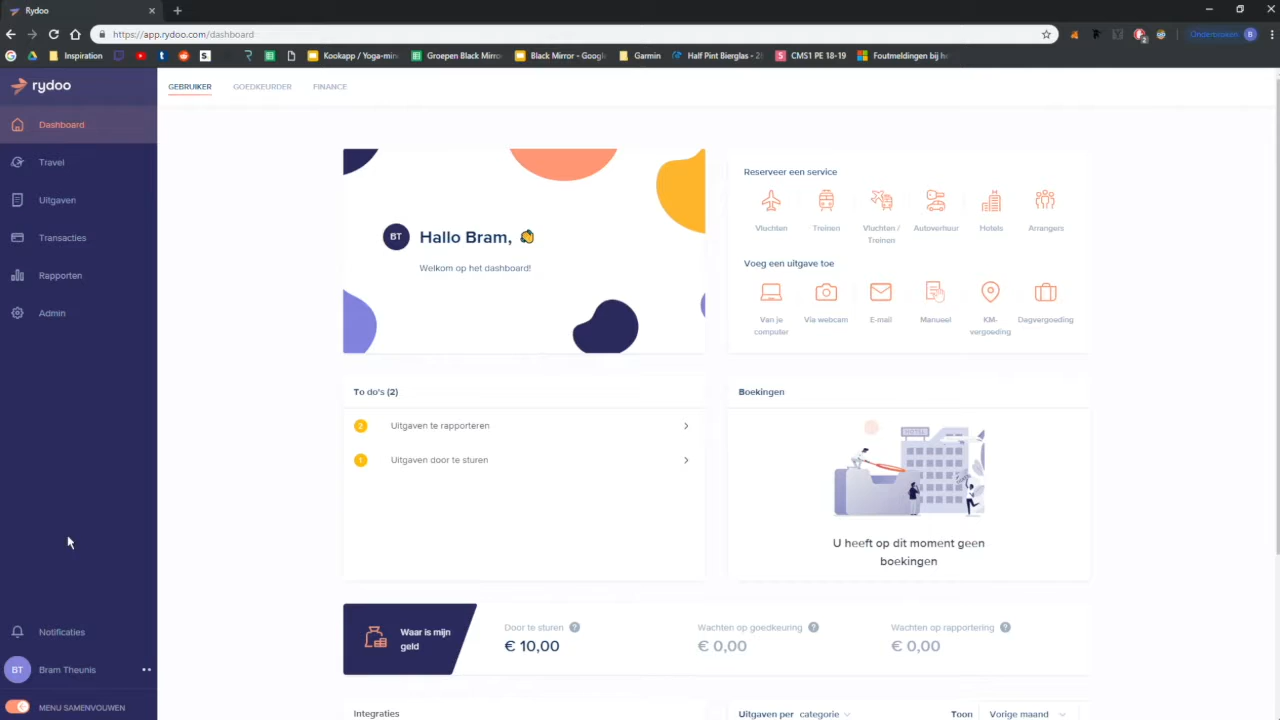 Rydoo
https://app.rydoo.com/dashboard
Onderbroken B
Inspiration
Kookapp / Yoga-min
Groepen Black Mirro
Black Mirror - Google
Garmin
Half Pint Bierglas - 2
CMS1 PE 18-19
Foutmeldingen bij h
rydoo
GEBRUIKER
GOEDKEURDER
FINANCE
Dashboard
Travel
Uitgaven
Transacties
Rapporten
Admin
Notificaties
BT Bram Theunis
MENU SAMENVOUWEN
BT Hallo Bram,
Welkom op het dashboard!
Reserveer een service
Vluchten
Treinen
Vluchten /
Treinen
Autoverhuur
Hotels
Arrangers
Voeg een uitgave toe
Van je
computer
Via webcam
E-mail
Manueel
KM-
vergoeding
Dagvergoeding
To do's (2)
2 Uitgaven te rapporteren
1 Uitgaven door te sturen
Boekingen
HOTEL
U heeft op dit moment geen
boekingen
Waar is mijn
geld
Door te sturen ?
€ 10,00
Wachten op goedkeuring ?
€ 0,00
Wachten op rapportering ?
€ 0,00
Integraties
Uitgaven per categorie
Toon Vorige maand